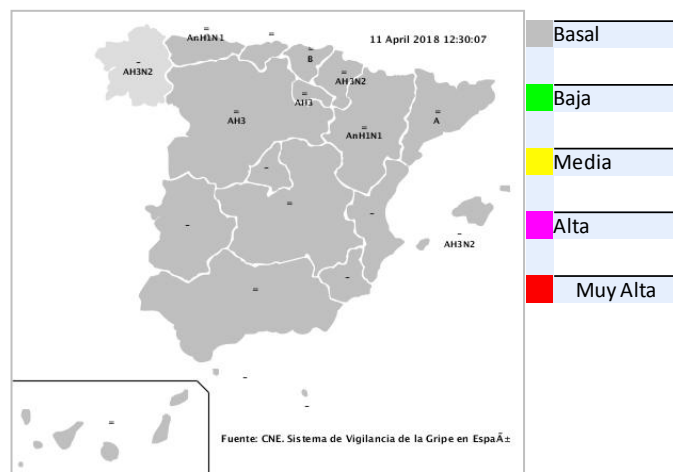 11 April 2018 12:30:07
=
AnH1N1
=
=
B
–
AH3N2
=
AH3N2
=
AH3
=
AH3
=
AnH1N1
=
A
–
=
–
–
–
AH3N2
–
=
–
–
=
Fuente: CNE. Sistema de Vigilancia de la Gripe en EspaÃ±
Basal
Baja
Media
Alta
Muy Alta